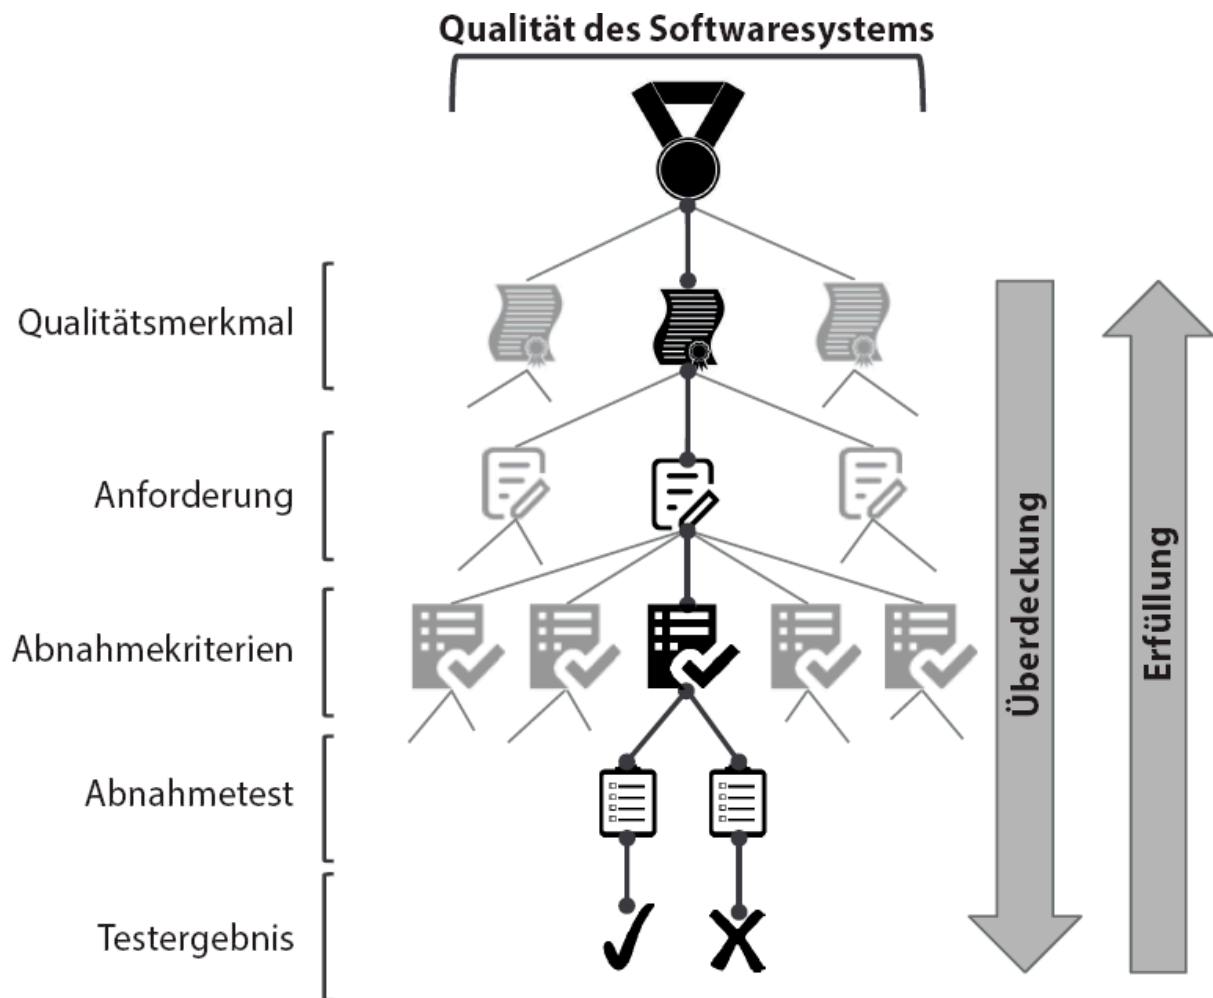 Qualität des Softwaresystems
Qualitätsmerkmal
Anforderung
Abnahmekriterien
Abnahmetest
Testergebnis
Überdeckung
Erfüllung